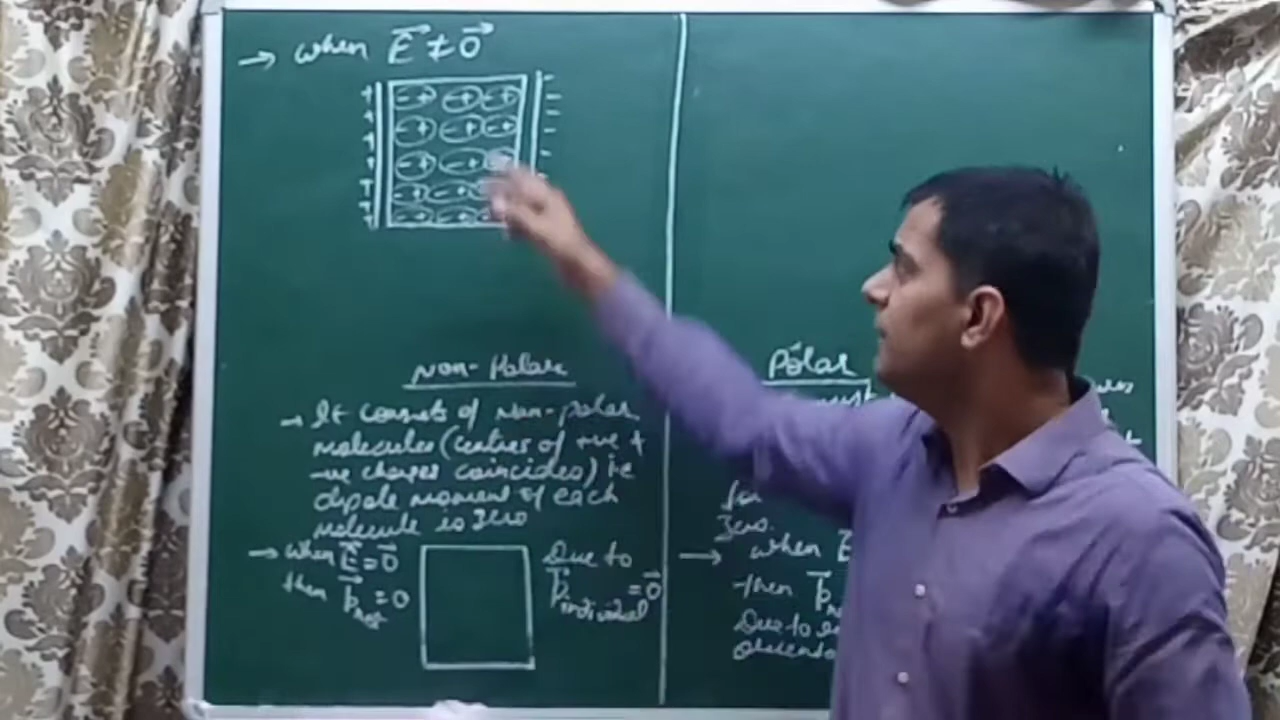 → when E⃗ ≠ 0⃗
Non-Polar
→ It consists of non-polar
molecules (centres of +ve +
-ve charges coincides) i.e
dipole moment of each
molecule is zero
→ when E⃗ = 0⃗
then p⃗net = 0
Due to
p⃗individual = 0⃗
Polar
Zero.
→ when E
then p⃗
Due to